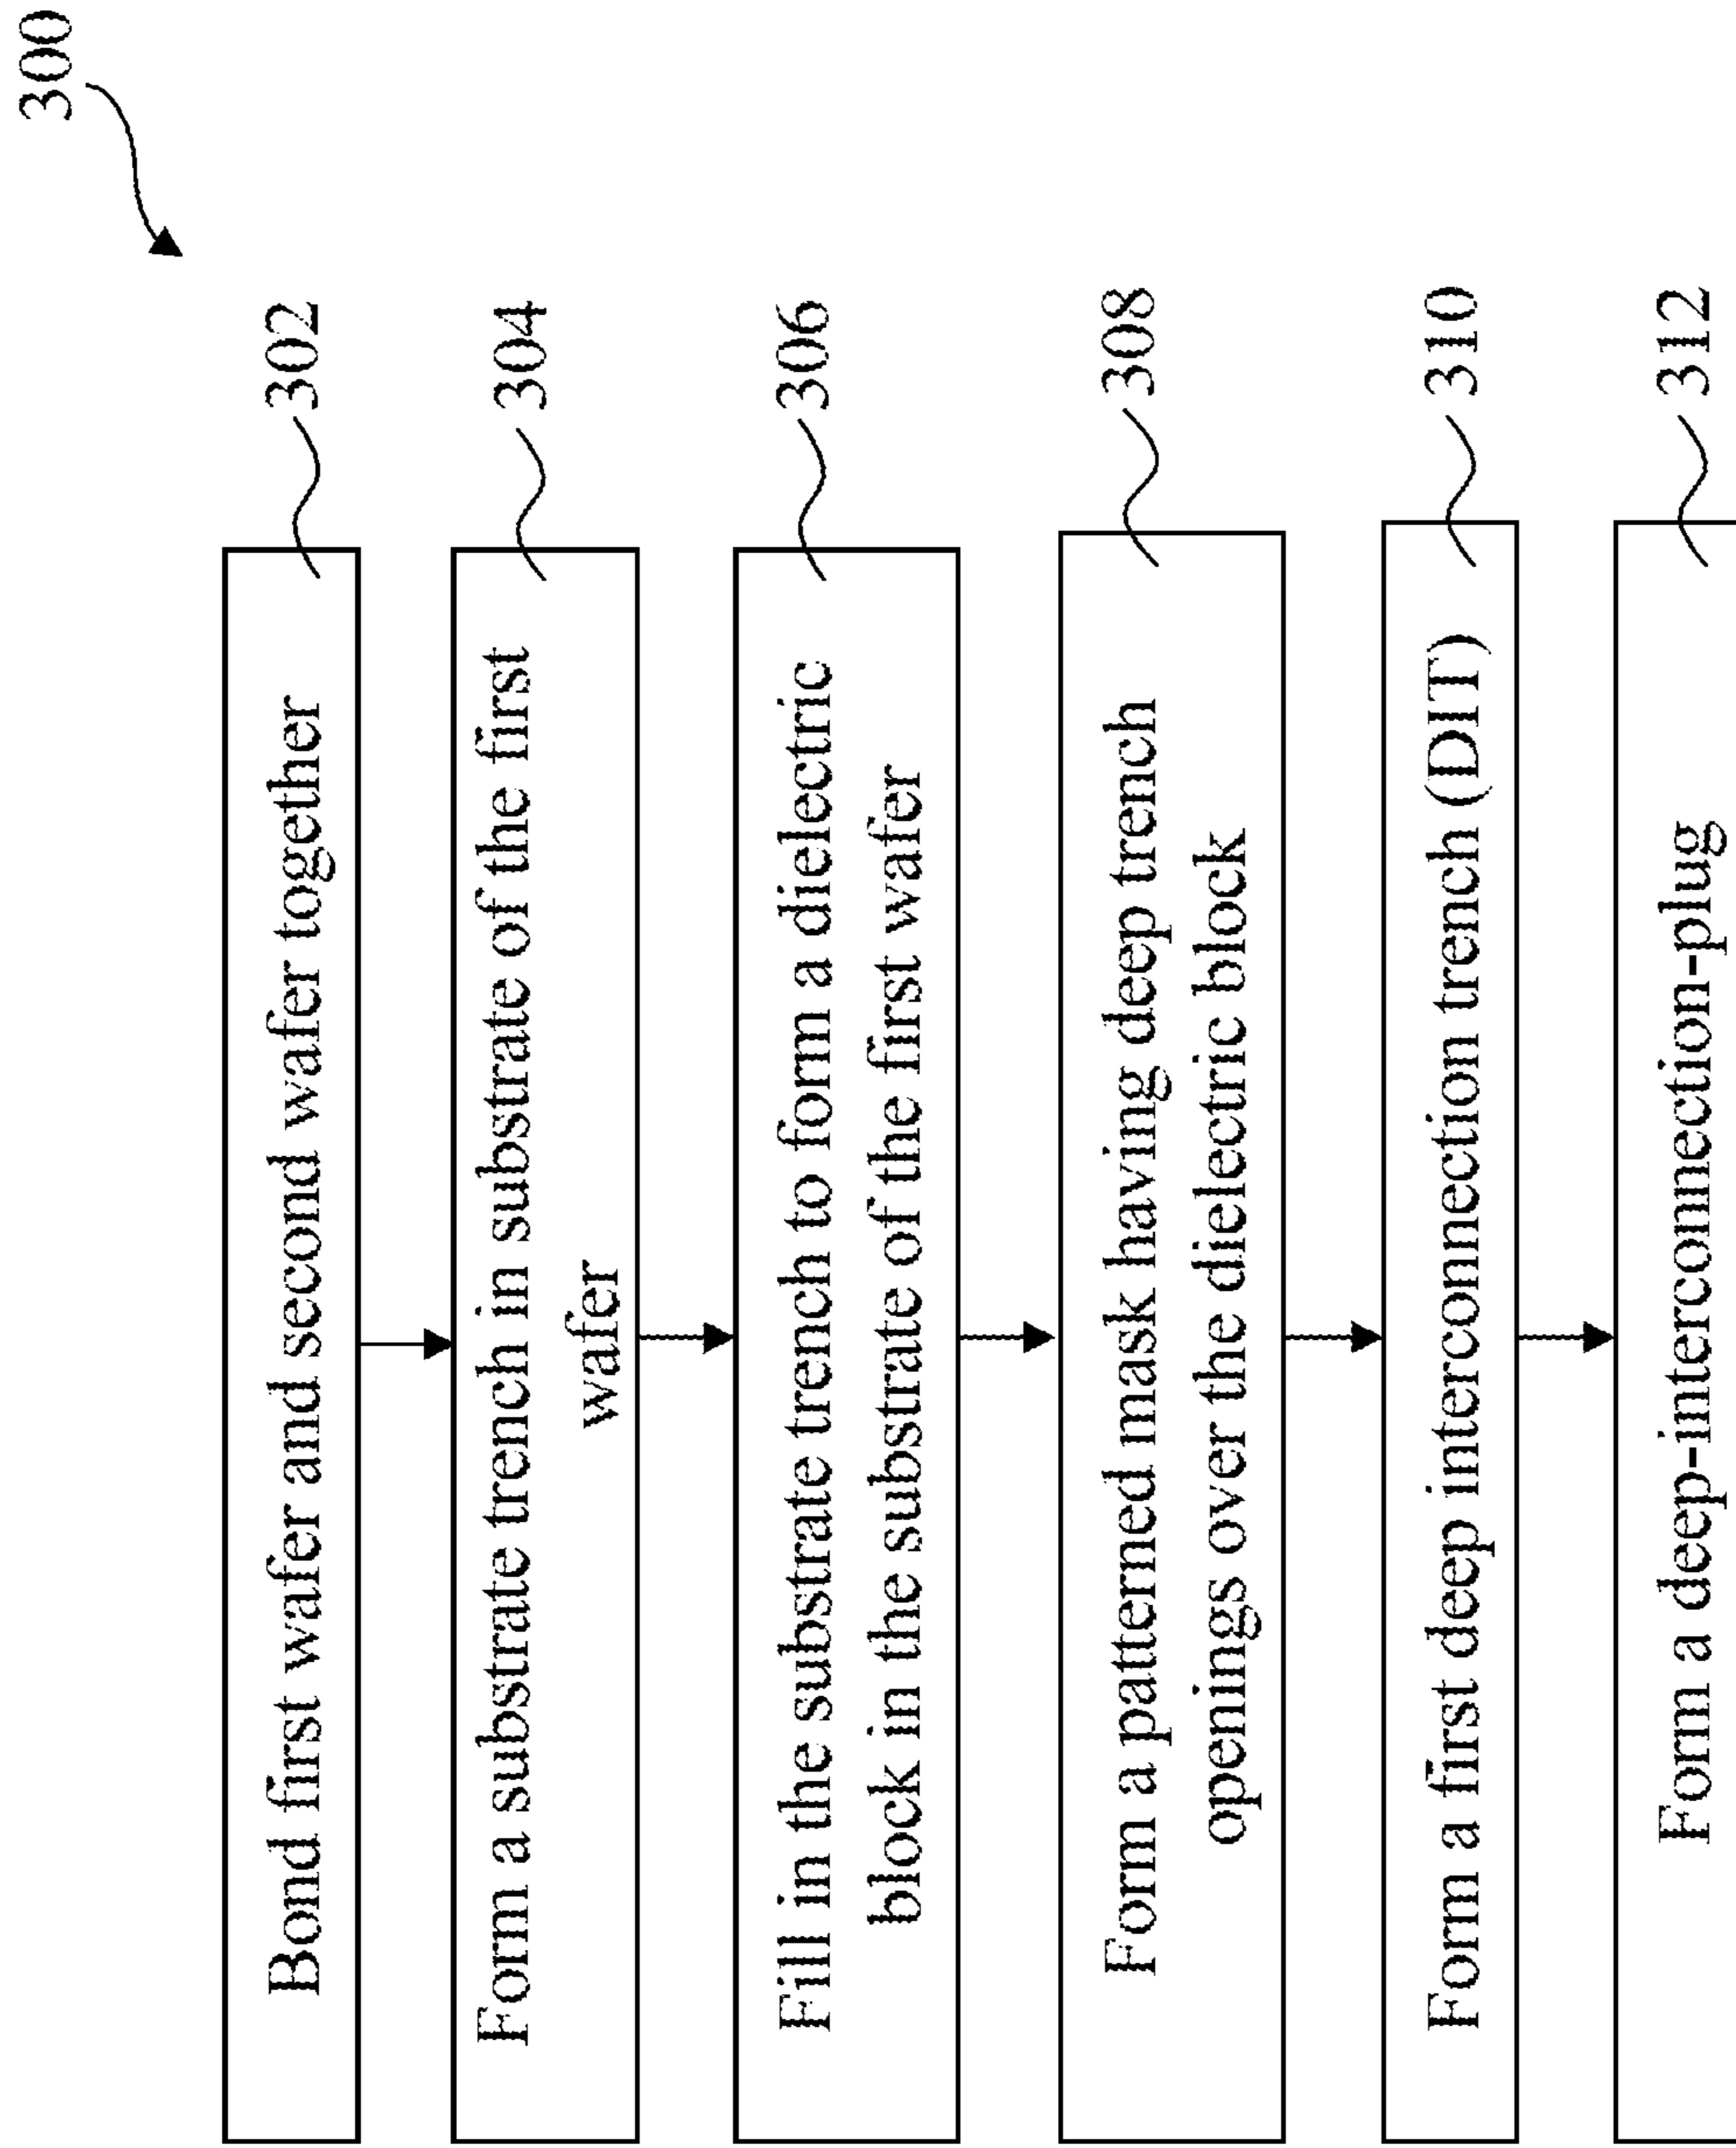 300
Bond first wafer and second wafer together
302
Form a substrate trench in substrate of the first
wafer
304
Fill in the substrate trench to form a dielectric
block in the substrate of the first wafer
306
Form a patterned mask having deep trench
openings over the dielectric block
308
Form a first deep interconnection trench (DIT)
310
Form a deep-interconnection-plug
312